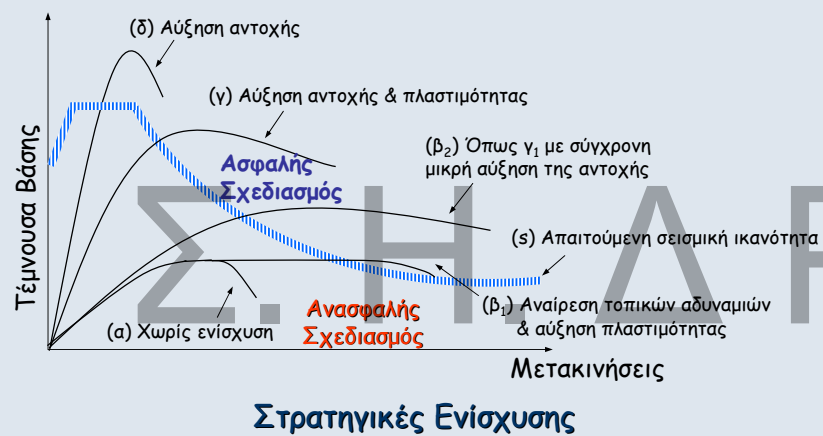 (δ) Αύξηση αντοχής
(γ) Αύξηση αντοχής & πλαστιμότητας
(β2) Όπως γ1 με σύγχρονη
μικρή αύξηση της αντοχής
Ασφαλής
Σχεδιασμός
(s) Απαιτούμενη σεισμική ικανότητα
(β1) Αναίρεση τοπικών αδυναμιών
& αύξηση πλαστιμότητας
Ανασφαλής
Σχεδιασμός
(α) Χωρίς ενίσχυση
Τέμνουσα Βάσης
Μετακινήσεις
Στρατηγικές Ενίσχυσης
Σ. Η. Δ